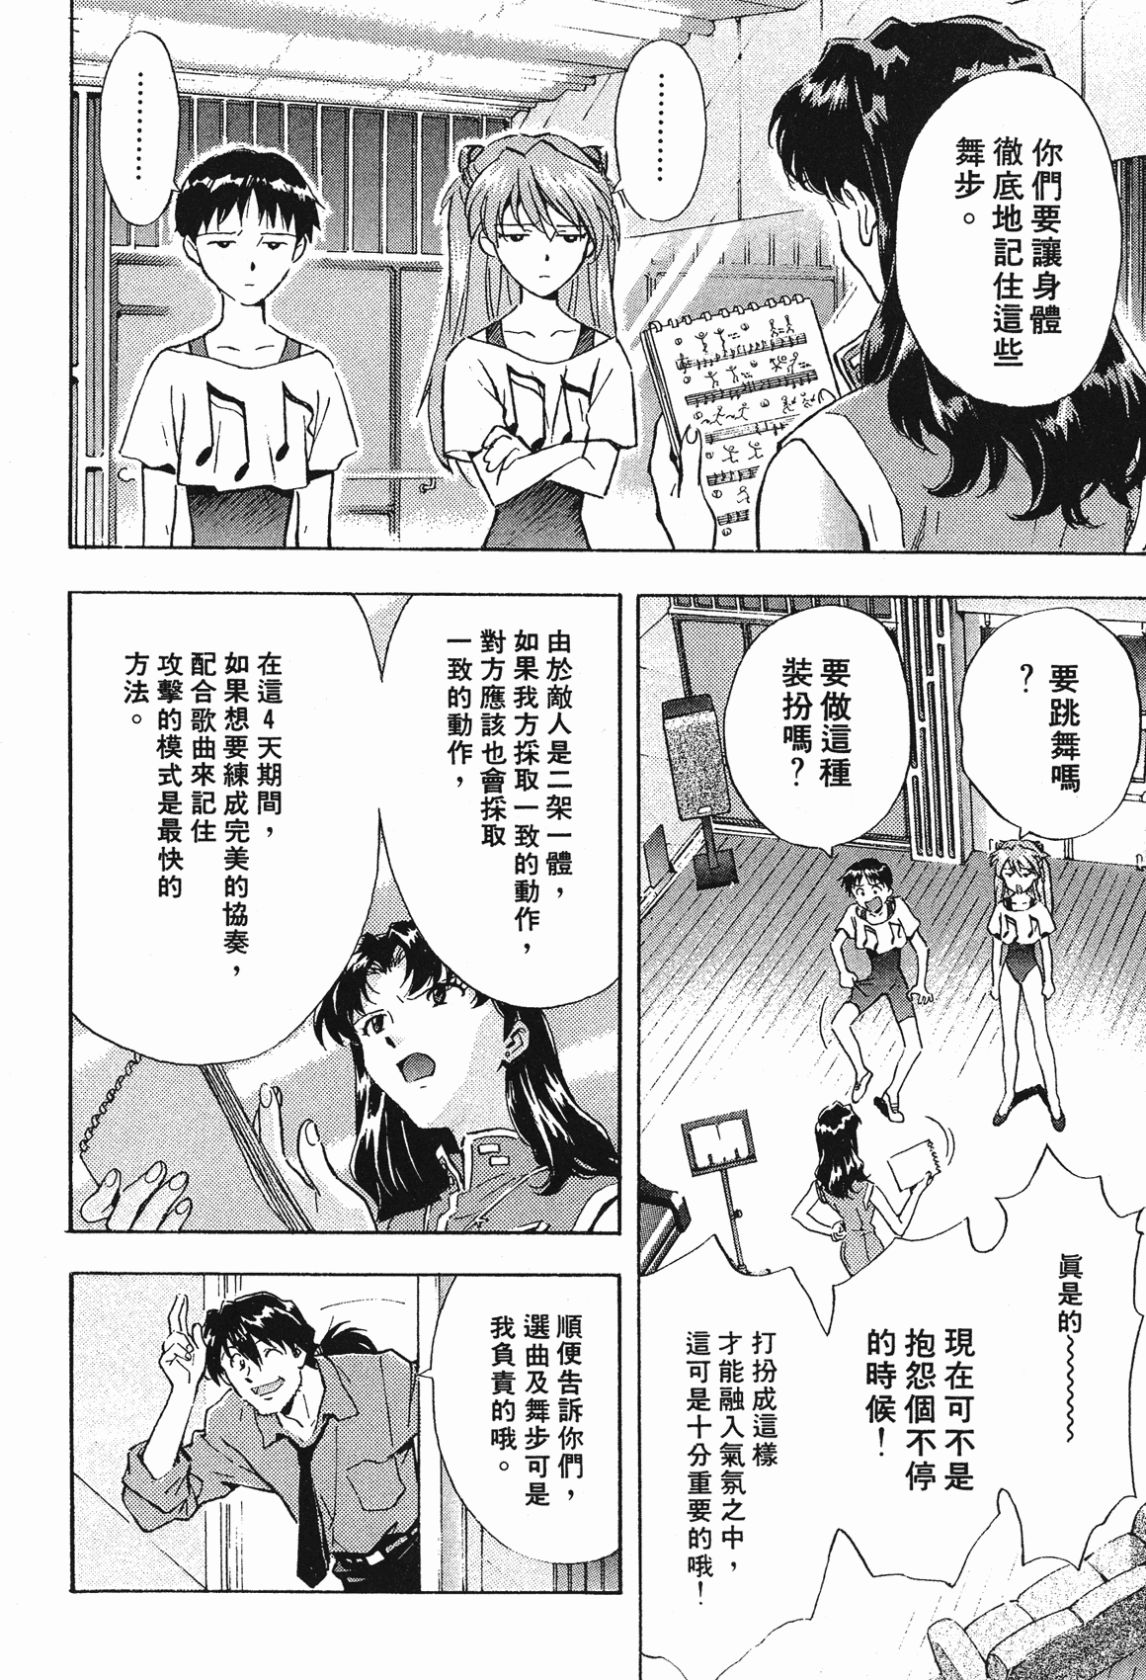 你們要讓身體
徹底地記住這些
舞步。
………
………
要跳舞嗎
？
要做這種
裝扮嗎？
眞是的
現在可不是
抱怨個不停
的時候！
打扮成這樣
才能融入氣氛之中，
這可是十分重要的哦！
由於敵人是二架一體，
如果我方採取一致的動作，
對方應該也會採取
一致的動作，
在這4天期間，
如果想要練成完美的協奏，
配合歌曲來記住
攻擊的模式是最快的
方法。
順便告訴你們，
選曲及舞步可是
我負責的哦。